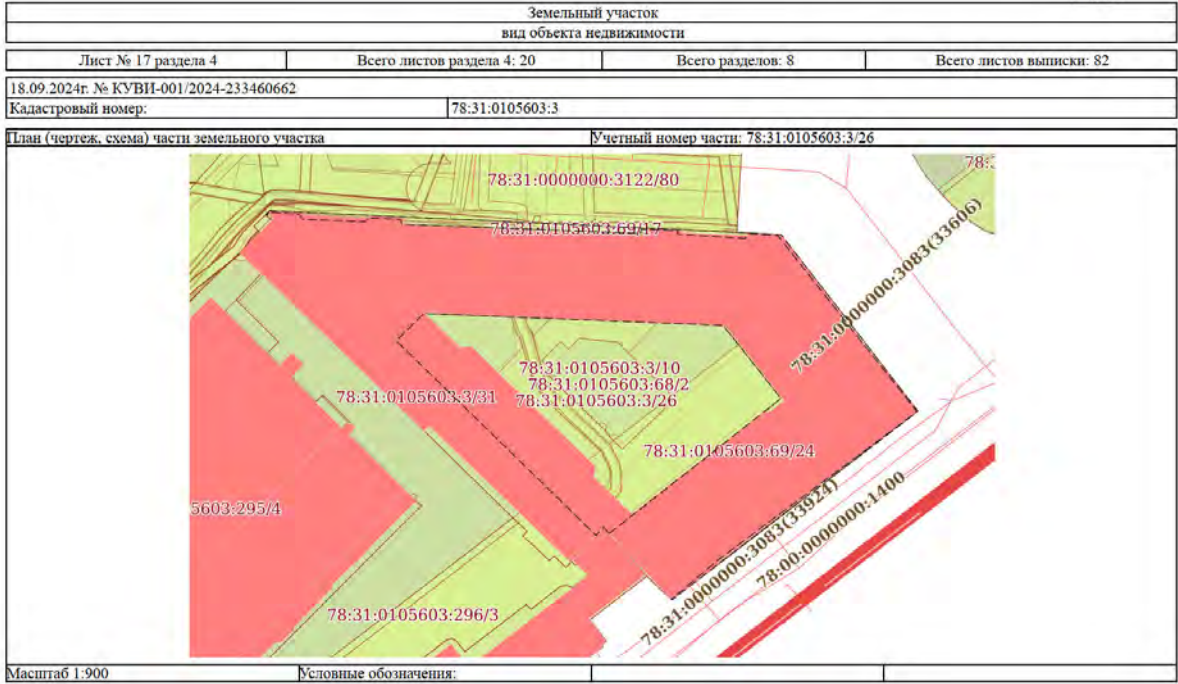 Земельный участок
вид объекта недвижимости
Лист № 17 раздела 4 Всего листов раздела 4: 20 Всего разделов: 8 Всего листов выписки: 82
18.09.2024г. № КУВИ-001/2024-233460662
Кадастровый номер: 78:31:0105603:3
План (чертеж, схема) части земельного участка Учетный номер части: 78:31:0105603:3/26
78:3
78:31:0000000:3122/80
78:31:0105603:69/17
78:31:0000000:3083(33606)
78:31:0105603:3/10
78:31:0105603:68/2
78:31:0105603:3/31 78:31:0105603:3/26
78:31:0105603:69/24
5603:295/4
78:31:0000000:3083(33924)
78:00:0000000:1400
78:31:0105603:296/3
Масштаб 1:900 Условные обозначения: